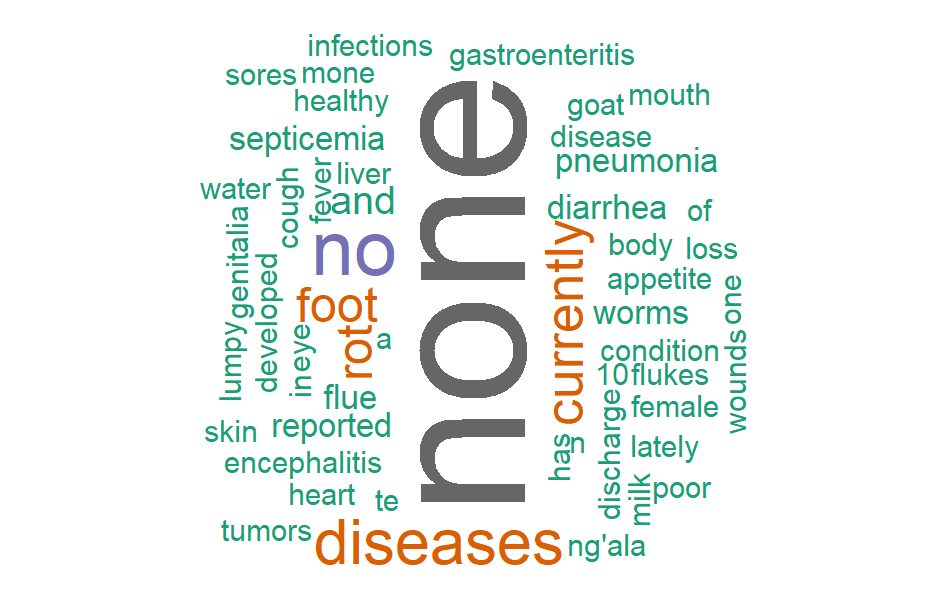 infections
gastroenteritis
sores
mone
healthy
goat
mouth
septicemia
disease
pneumonia
water
cough
fever
liver
and
none
diarrhea
of
genitalia
no
currently
body
loss
developed
foot
appetite
one
lumpy
in
eye
rot
a
worms
condition
wounds
10
flukes
flue
female
skin
reported
has
n
discharge
lately
encephalitis
heart
te
milk
poor
tumors
diseases
ng'ala